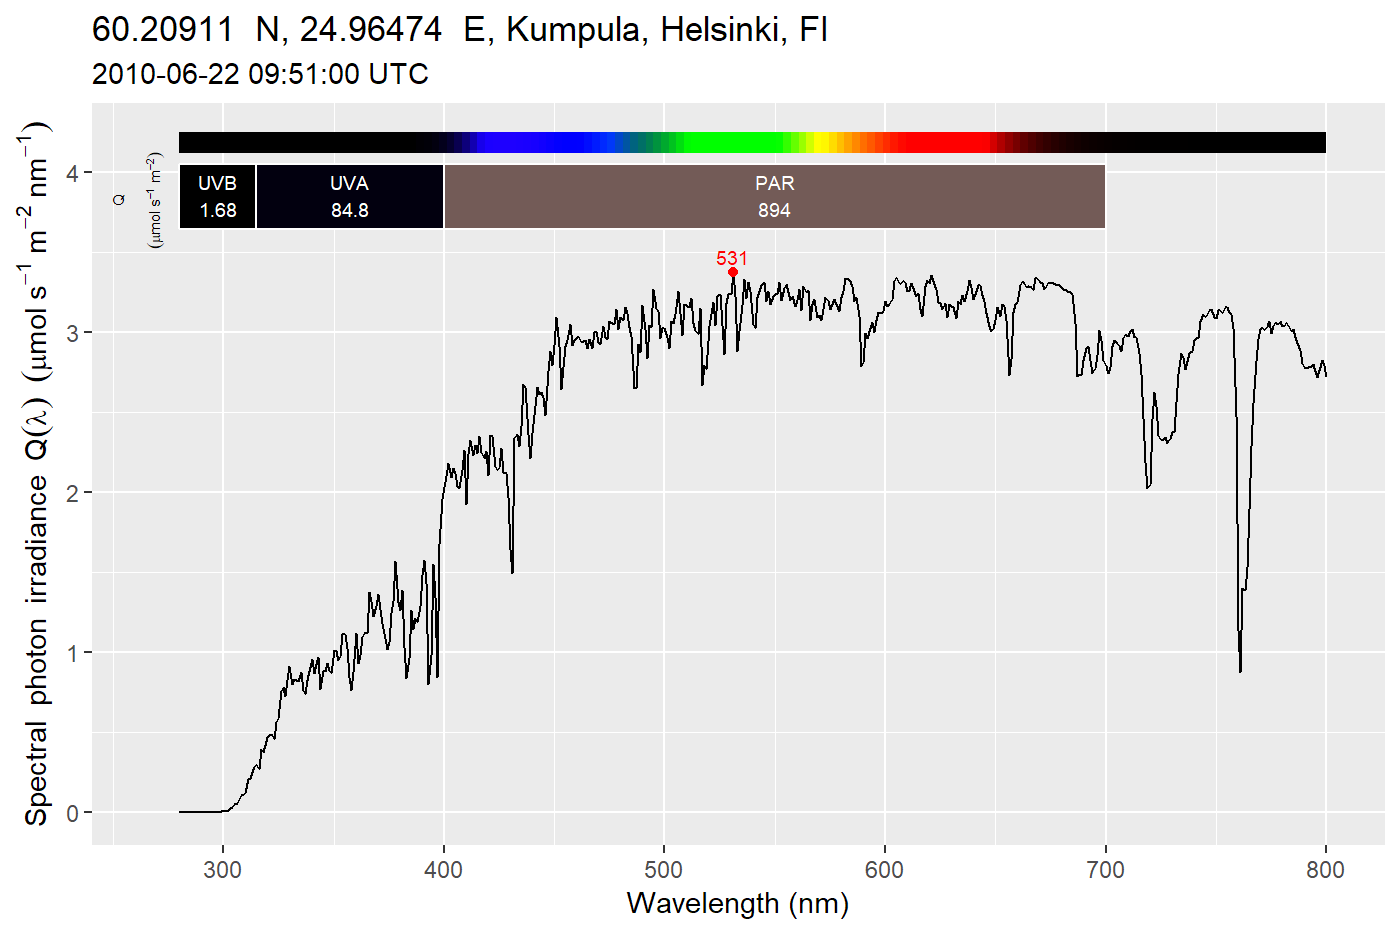 60.20911  N, 24.96474  E, Kumpula, Helsinki, FI
2010-06-22 09:51:00 UTC
Spectral photon irradiance Q(λ) (μmol s⁻¹ m⁻² nm⁻¹)
4
3
2
1
0
Q
(μmol s⁻¹ m⁻²)
UVB
1.68
UVA
84.8
PAR
894
531
300
400
500
600
700
800
Wavelength (nm)